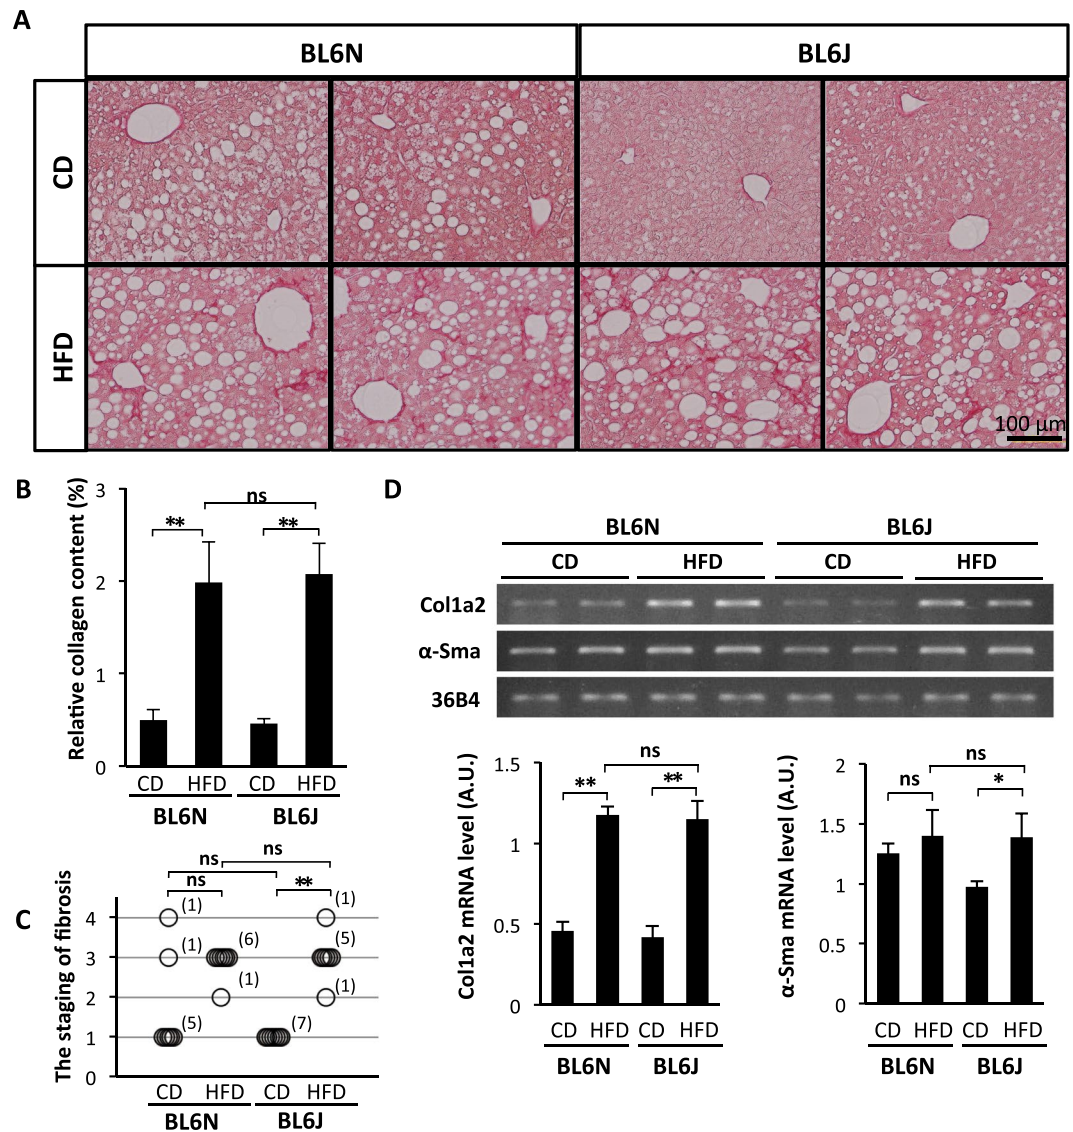 A
BL6N BL6J
CD
HFD
100 µm
B
Relative collagen content (%)
3
2
1
0
ns
** **
CD HFD CD HFD
BL6N BL6J
C
The staging of fibrosis
4
3
2
1
0
ns ns
ns **
(1) (1)
(1) (6) (5)
(1) (1)
(5) (7)
CD HFD CD HFD
BL6N BL6J
D
BL6N BL6J
CD HFD CD HFD
Col1a2
α-Sma
36B4
Col1a2 mRNA level (A.U.)
1.5
1
0.5
0
ns
** **
CD HFD CD HFD
BL6N BL6J
α-Sma mRNA level (A.U.)
2
1.5
1
0.5
0
ns
ns *
CD HFD CD HFD
BL6N BL6J